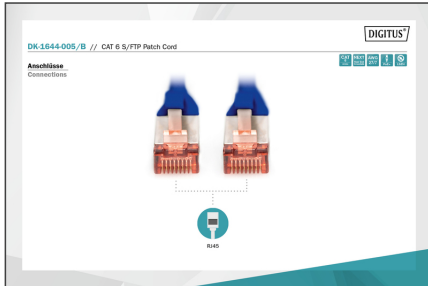 DIGITUS®
DK-1644-005/B // CAT 6 S/FTP Patch Cord
Anschlüsse
Connections
RJ45